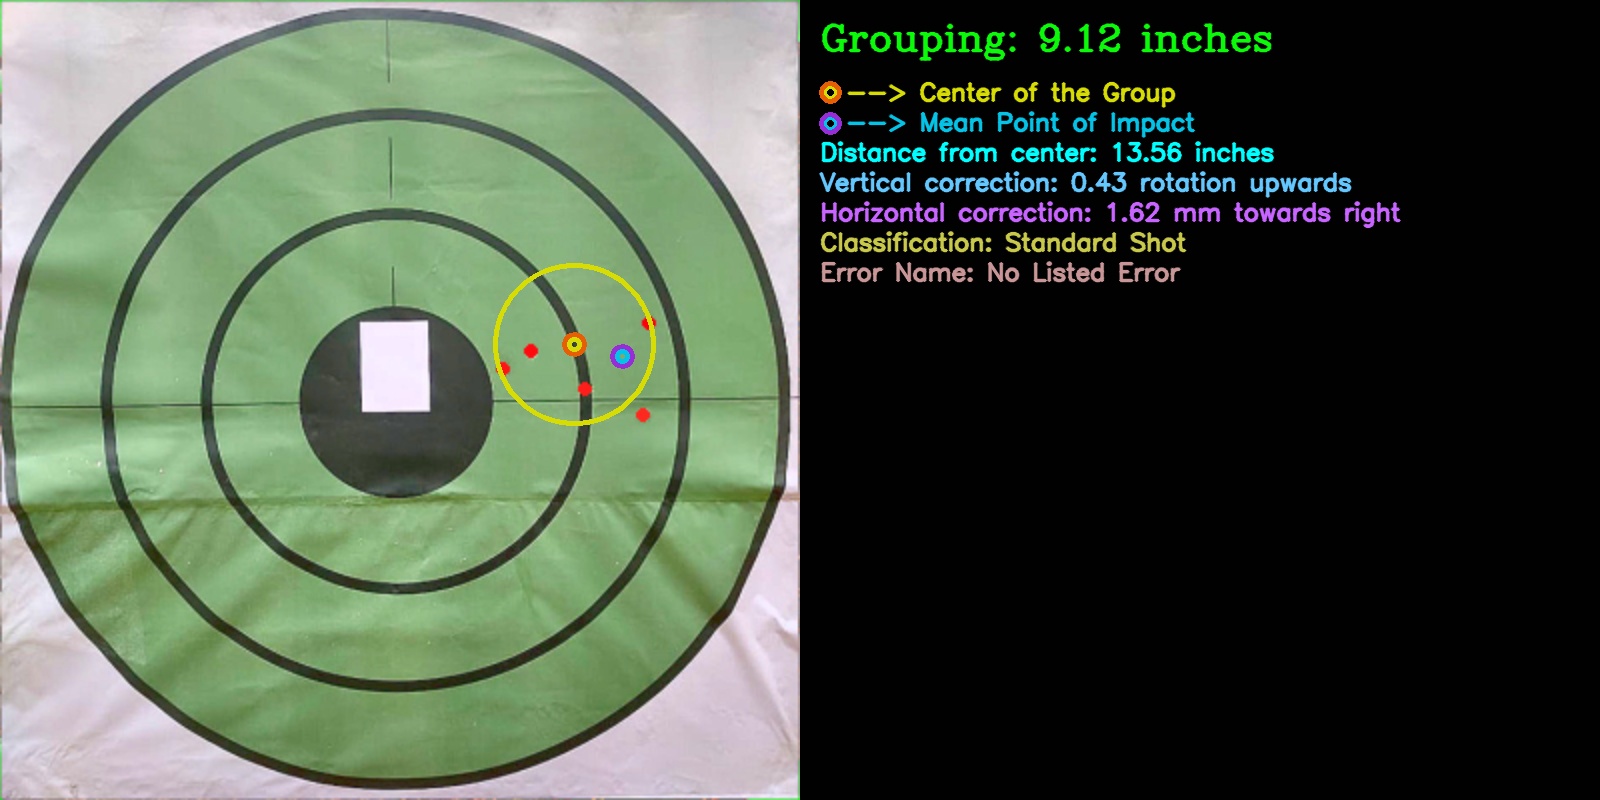 Grouping: 9.12 inches
--> Center of the Group
--> Mean Point of Impact
Distance from center: 13.56 inches
Vertical correction: 0.43 rotation upwards
Horizontal correction: 1.62 mm towards right
Classification: Standard Shot
Error Name: No Listed Error